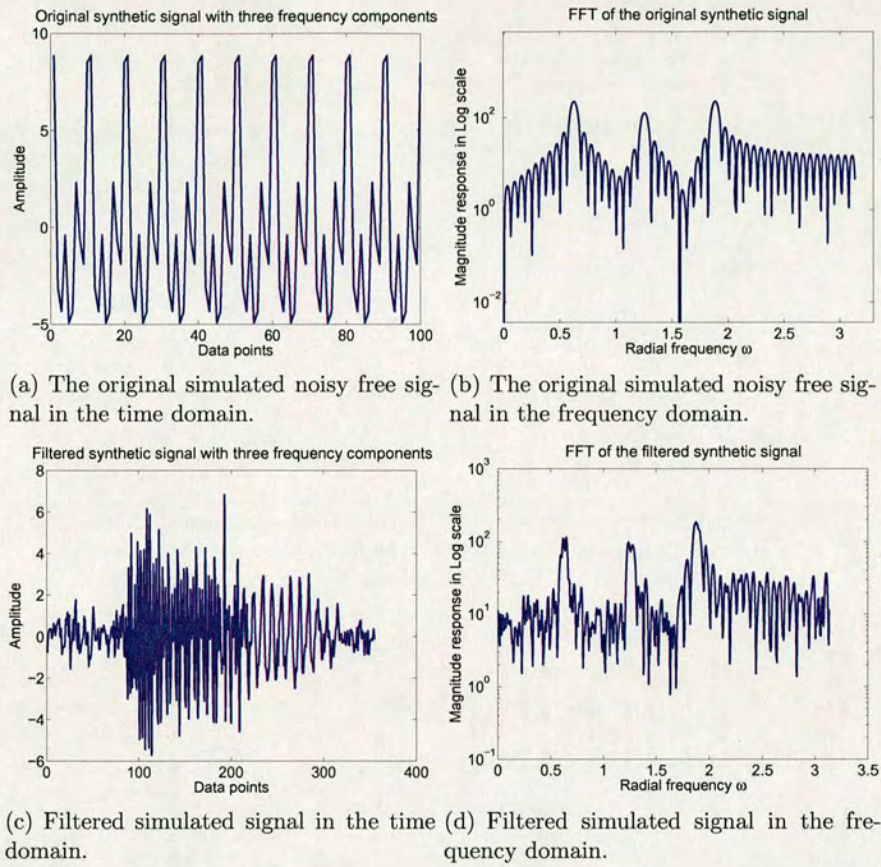 Original synthetic signal with three frequency components
10
5
0
−5
0
20
40
60
80
100
Amplitude
Data points
FFT of the original synthetic signal
10^2
10^0
10^−2
0
0.5
1
1.5
2
2.5
3
Magnitude response in Log scale
Radial frequency ω
(a) The original simulated noisy free sig-
nal in the time domain.
(b) The original simulated noisy free sig-
nal in the frequency domain.
Filtered synthetic signal with three frequency components
8
6
4
2
0
−2
−4
−6
0
100
200
300
400
Amplitude
Data points
FFT of the filtered synthetic signal
10^3
10^2
10^1
10^0
10^−1
0
0.5
1
1.5
2
2.5
3
3.5
Magnitude response in Log scale
Radial frequency ω
(c) Filtered simulated signal in the time
domain.
(d) Filtered simulated signal in the fre-
quency domain.